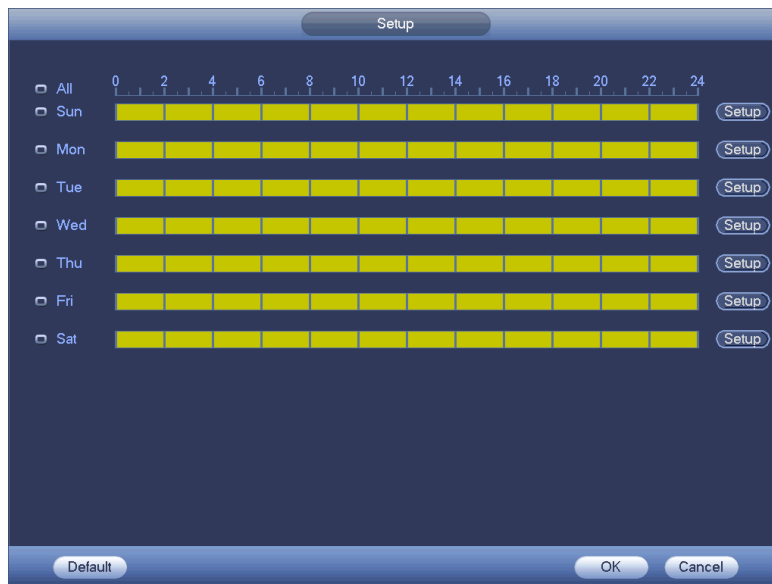 Setup
All 0 2 4 6 8 10 12 14 16 18 20 22 24
Sun Setup
Mon Setup
Tue Setup
Wed Setup
Thu Setup
Fri Setup
Sat Setup
Default OK Cancel